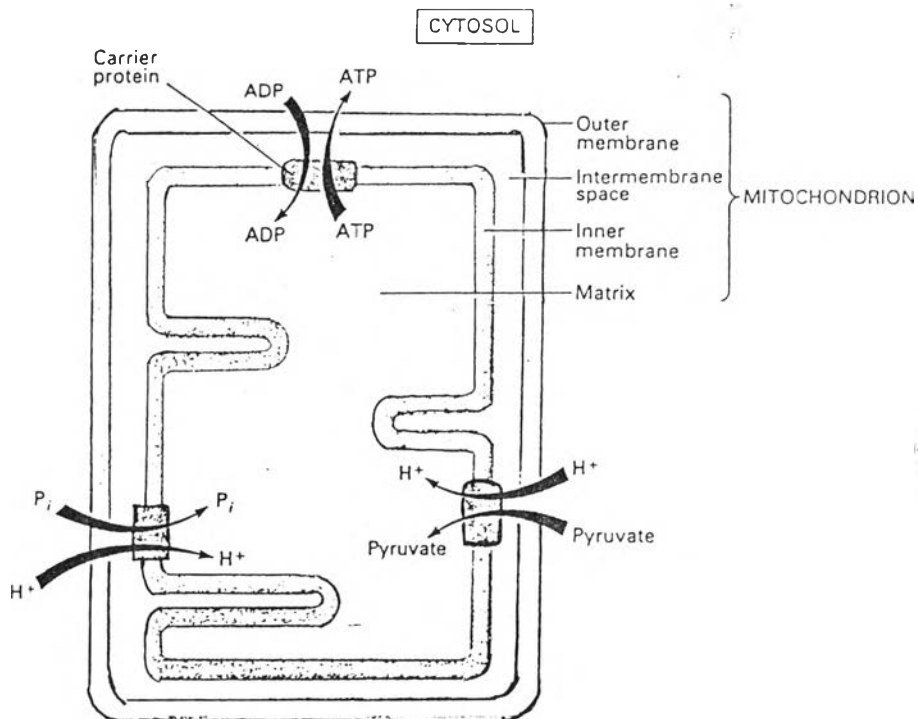 CYTOSOL
Carrier
protein
ADP
ATP
Outer
membrane
Intermembrane
space
MITOCHONDRION
Inner
membrane
ADP
ATP
Matrix
H+
H+
Pi
Pi
Pyruvate
Pyruvate
H+
H+